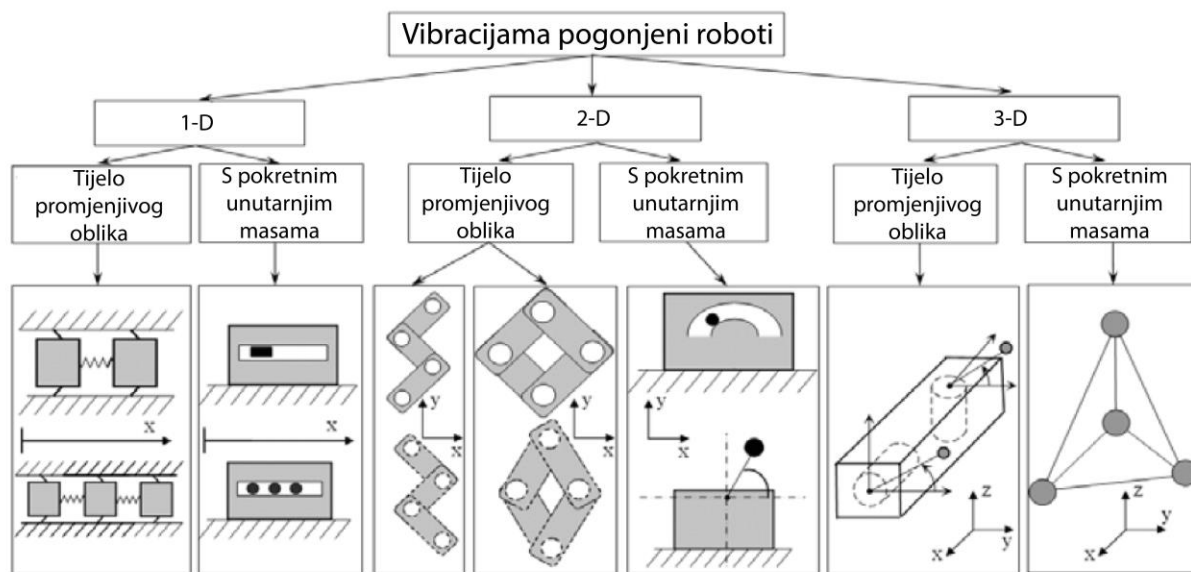 Vibracijama pogonjeni roboti
1-D
2-D
3-D
Tijelo
promjenjivog
oblika
S pokretnim
unutarnjim
masama
Tijelo
promjenjivog
oblika
S pokretnim
unutarnjim
masama
Tijelo
promjenjivog
oblika
S pokretnim
unutarnjim
masama
x
x
y
x
y
x
y
x
z
y
x
z
y
x